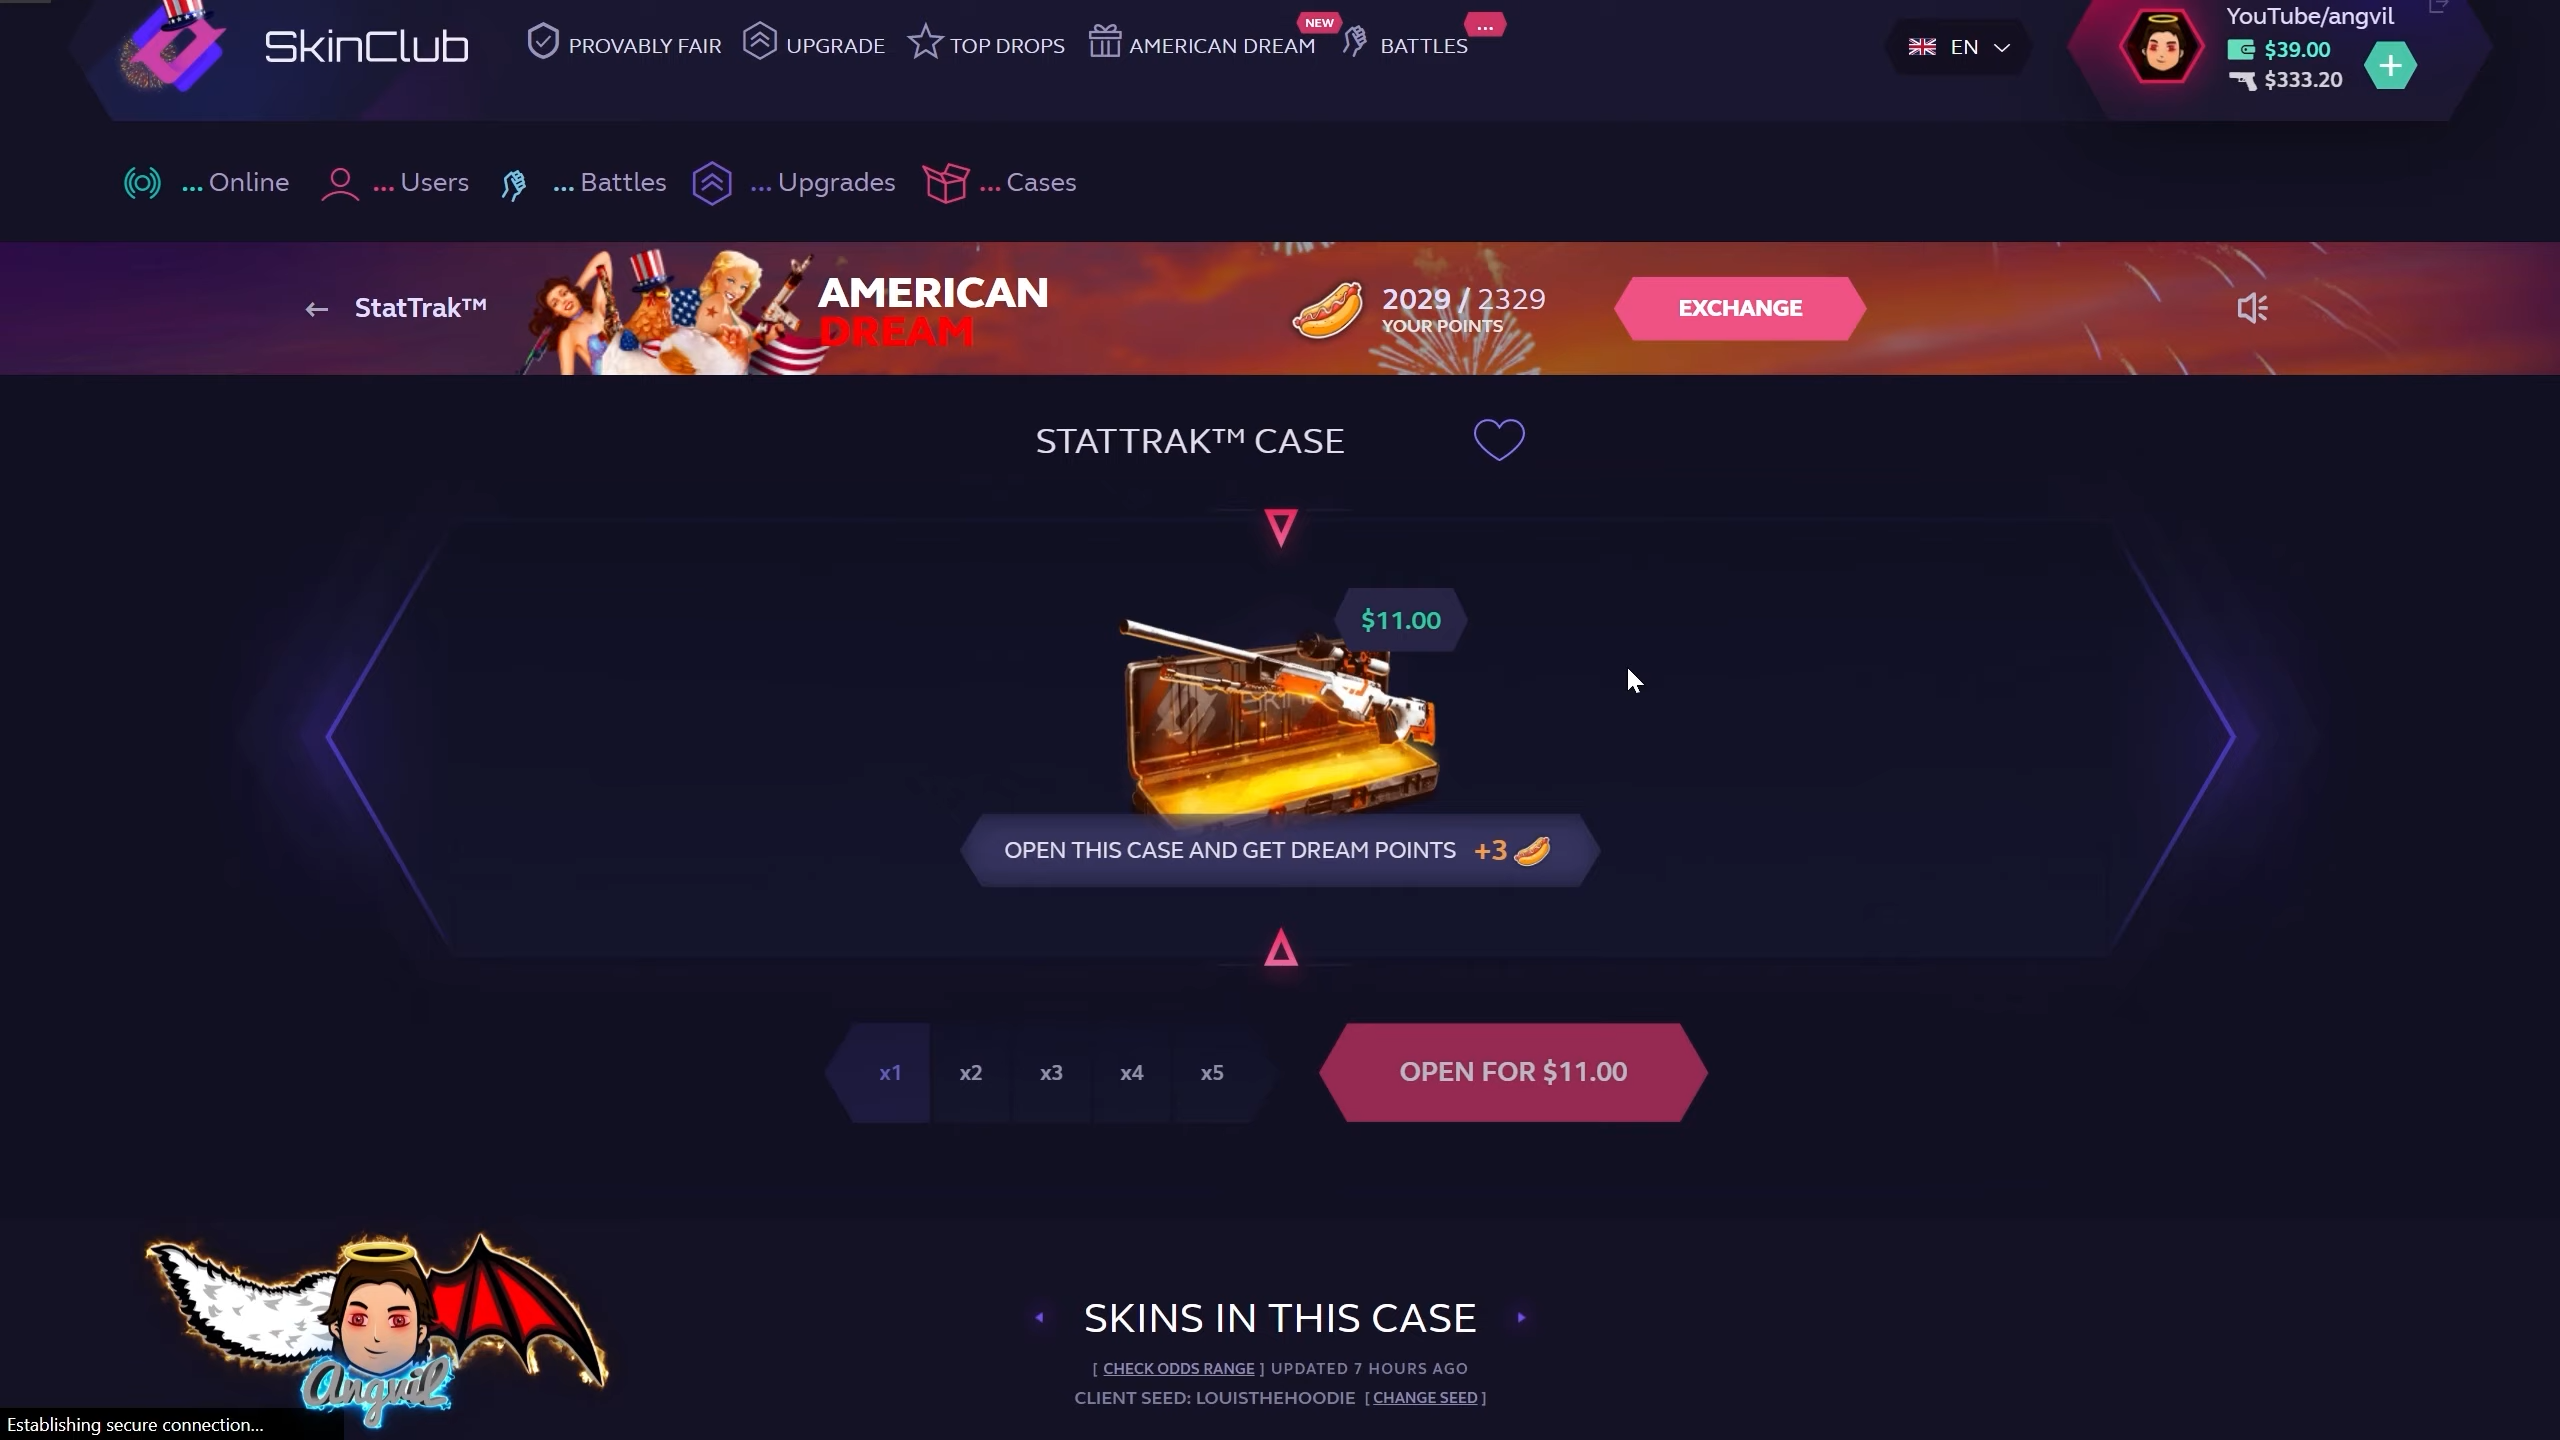 SkinClub
PROVABLY FAIR
UPGRADE
TOP DROPS
AMERICAN DREAM
NEW
BATTLES
...
EN
YouTube/angvil
$39.00
$333.20
... Online
... Users
... Battles
... Upgrades
... Cases
← StatTrak™
AMERICAN
DREAM
2029 / 2329
YOUR POINTS
EXCHANGE
STATTRAK™ CASE
$11.00
OPEN THIS CASE AND GET DREAM POINTS +3
x1 x2 x3 x4 x5
OPEN FOR $11.00
SKINS IN THIS CASE
[ CHECK ODDS RANGE ] UPDATED 7 HOURS AGO
CLIENT SEED: LOUISTHEHOODIE [ CHANGE SEED ]
Angvil
Establishing secure connection...